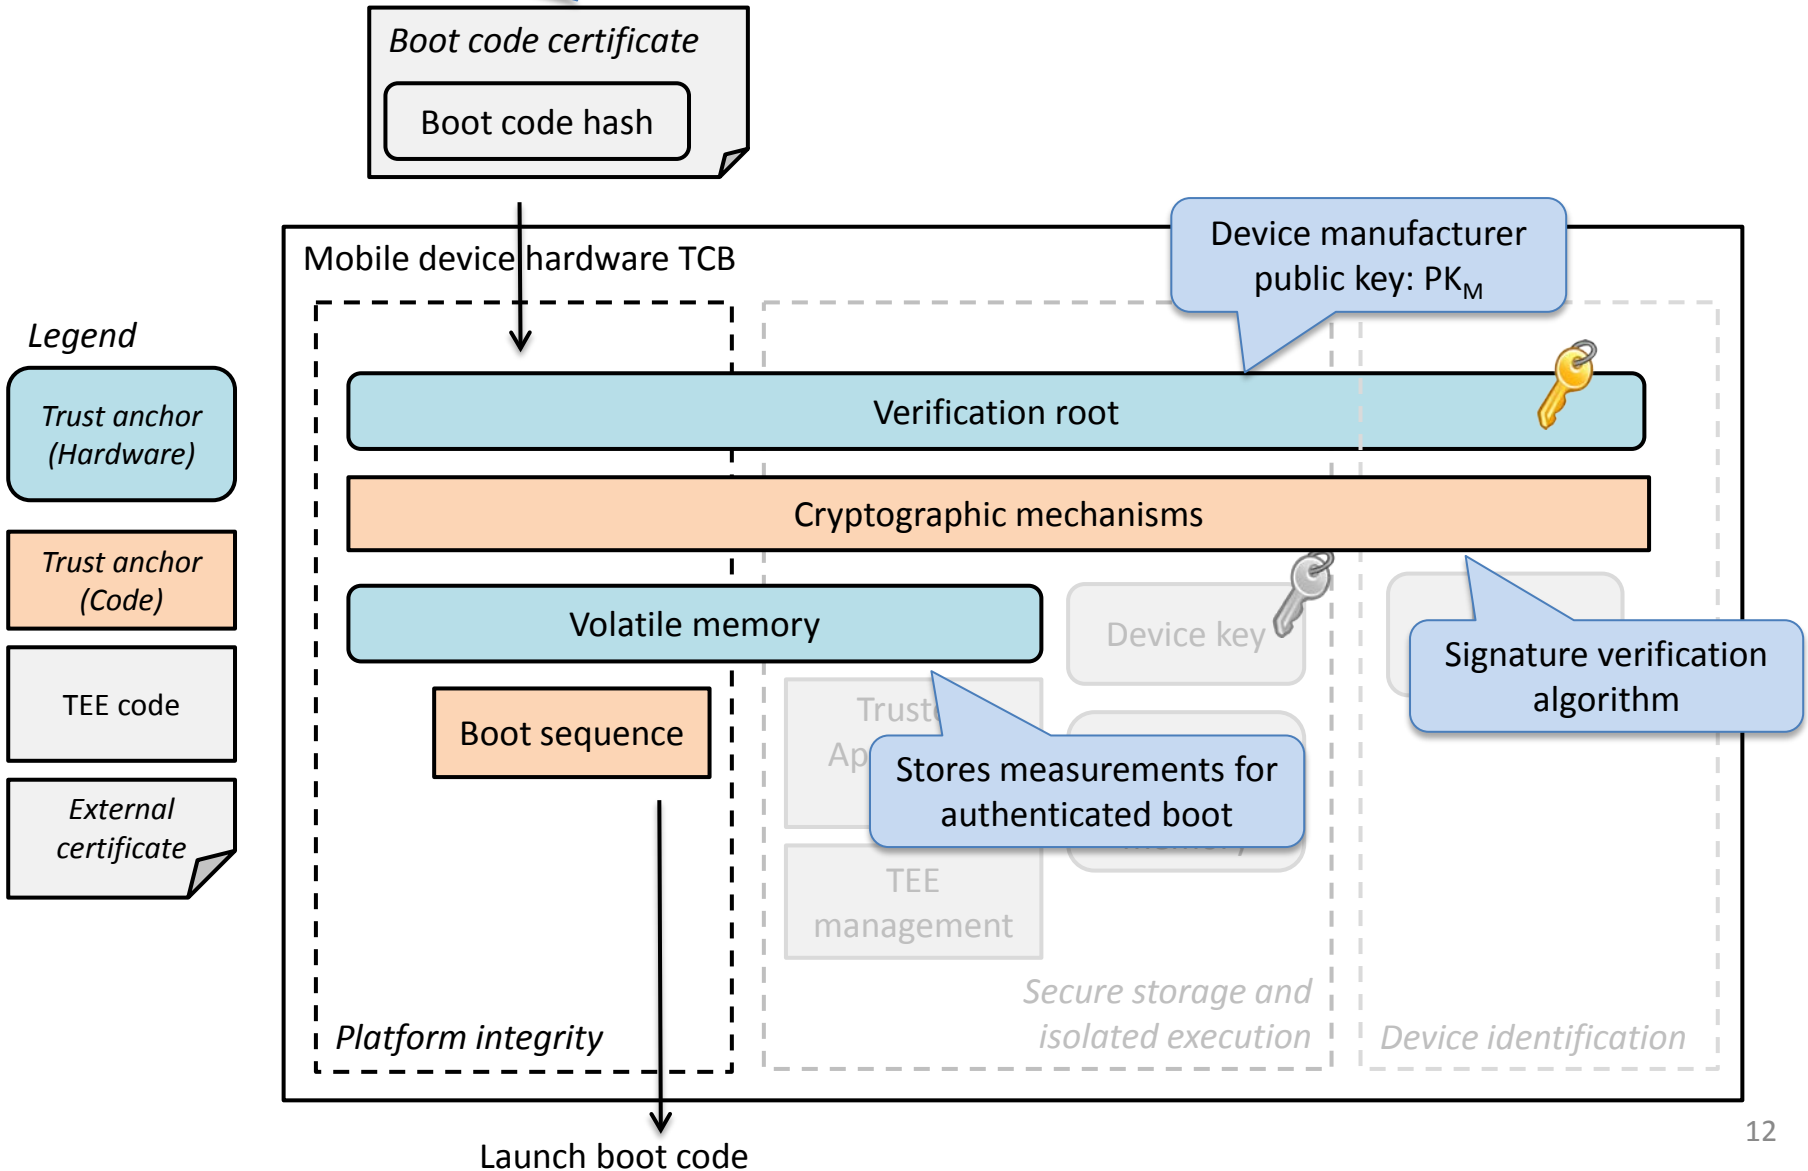 Boot code certificate
Boot code hash
Mobile device hardware TCB
Device manufacturer
public key: PKM
Legend
Trust anchor
(Hardware)
Verification root
Trust anchor
(Code)
Cryptographic mechanisms
Volatile memory
Device key
Signature verification
algorithm
TEE code
Boot sequence
Trust
Ap
Stores measurements for
authenticated boot
External
certificate
TEE
management
Secure storage and
isolated execution
Platform integrity
Device identification
Launch boot code
12